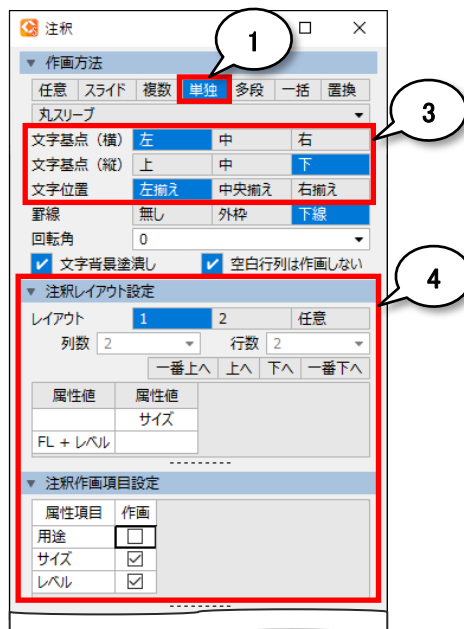 注釈
1
作画方法
任意 スライド 複数 単独 多段 一括 置換
丸スリーブ
3
文字基点（横） 左 中 右
文字基点（縦） 上 中 下
文字位置 左揃え 中央揃え 右揃え
罫線 無し 外枠 下線
回転角 0
文字背景塗潰し 空白行列は作画しない
4
注釈レイアウト設定
レイアウト 1 2 任意
列数 2 行数 2
一番上へ 上へ 下へ 一番下へ
属性値 属性値
サイズ
FL + レベル
注釈作画項目設定
属性項目 作画
用途
サイズ
レベル